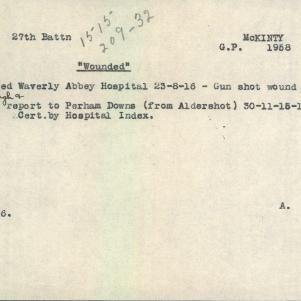 15-15-
209-32
27th Battn McKINTY
G.P. 1958
"Wounded"
ed Waverly Abbey Hospital 23-8-16 - Gun shot wound
report to Perham Downs (from Aldershot) 30-11-15-1
Cert.by Hospital Index.
A.
6.